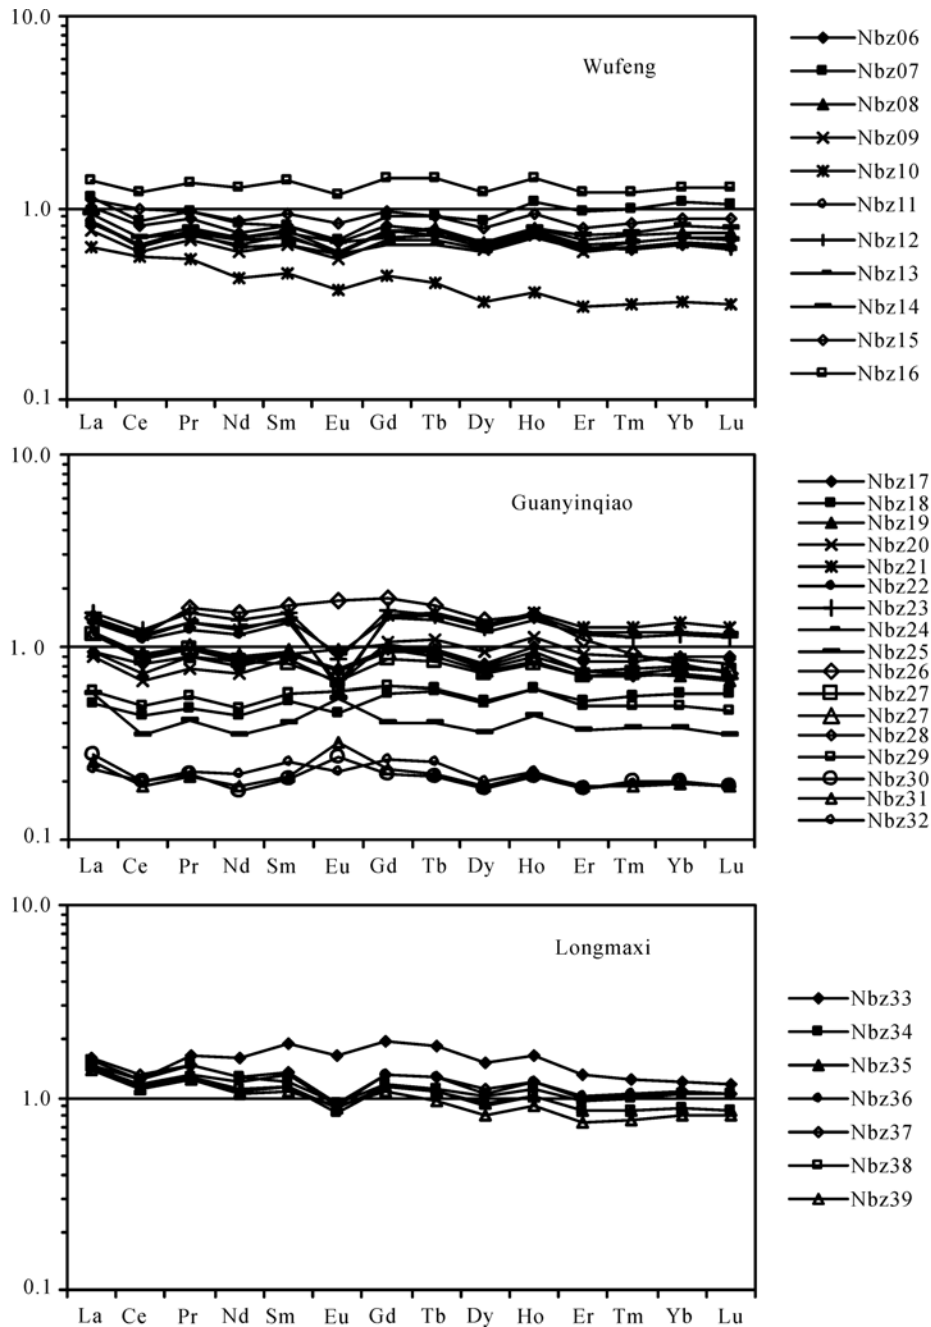 10.0
Wufeng
1.0
0.1
La Ce Pr Nd Sm Eu Gd Tb Dy Ho Er Tm Yb Lu
Nbz06
Nbz07
Nbz08
Nbz09
Nbz10
Nbz11
Nbz12
Nbz13
Nbz14
Nbz15
Nbz16
10.0
Guanyinqiao
1.0
0.1
La Ce Pr Nd Sm Eu Gd Tb Dy Ho Er Tm Yb Lu
Nbz17
Nbz18
Nbz19
Nbz20
Nbz21
Nbz22
Nbz23
Nbz24
Nbz25
Nbz26
Nbz27
Nbz27
Nbz28
Nbz29
Nbz30
Nbz31
Nbz32
10.0
Longmaxi
1.0
0.1
La Ce Pr Nd Sm Eu Gd Tb Dy Ho Er Tm Yb Lu
Nbz33
Nbz34
Nbz35
Nbz36
Nbz37
Nbz38
Nbz39